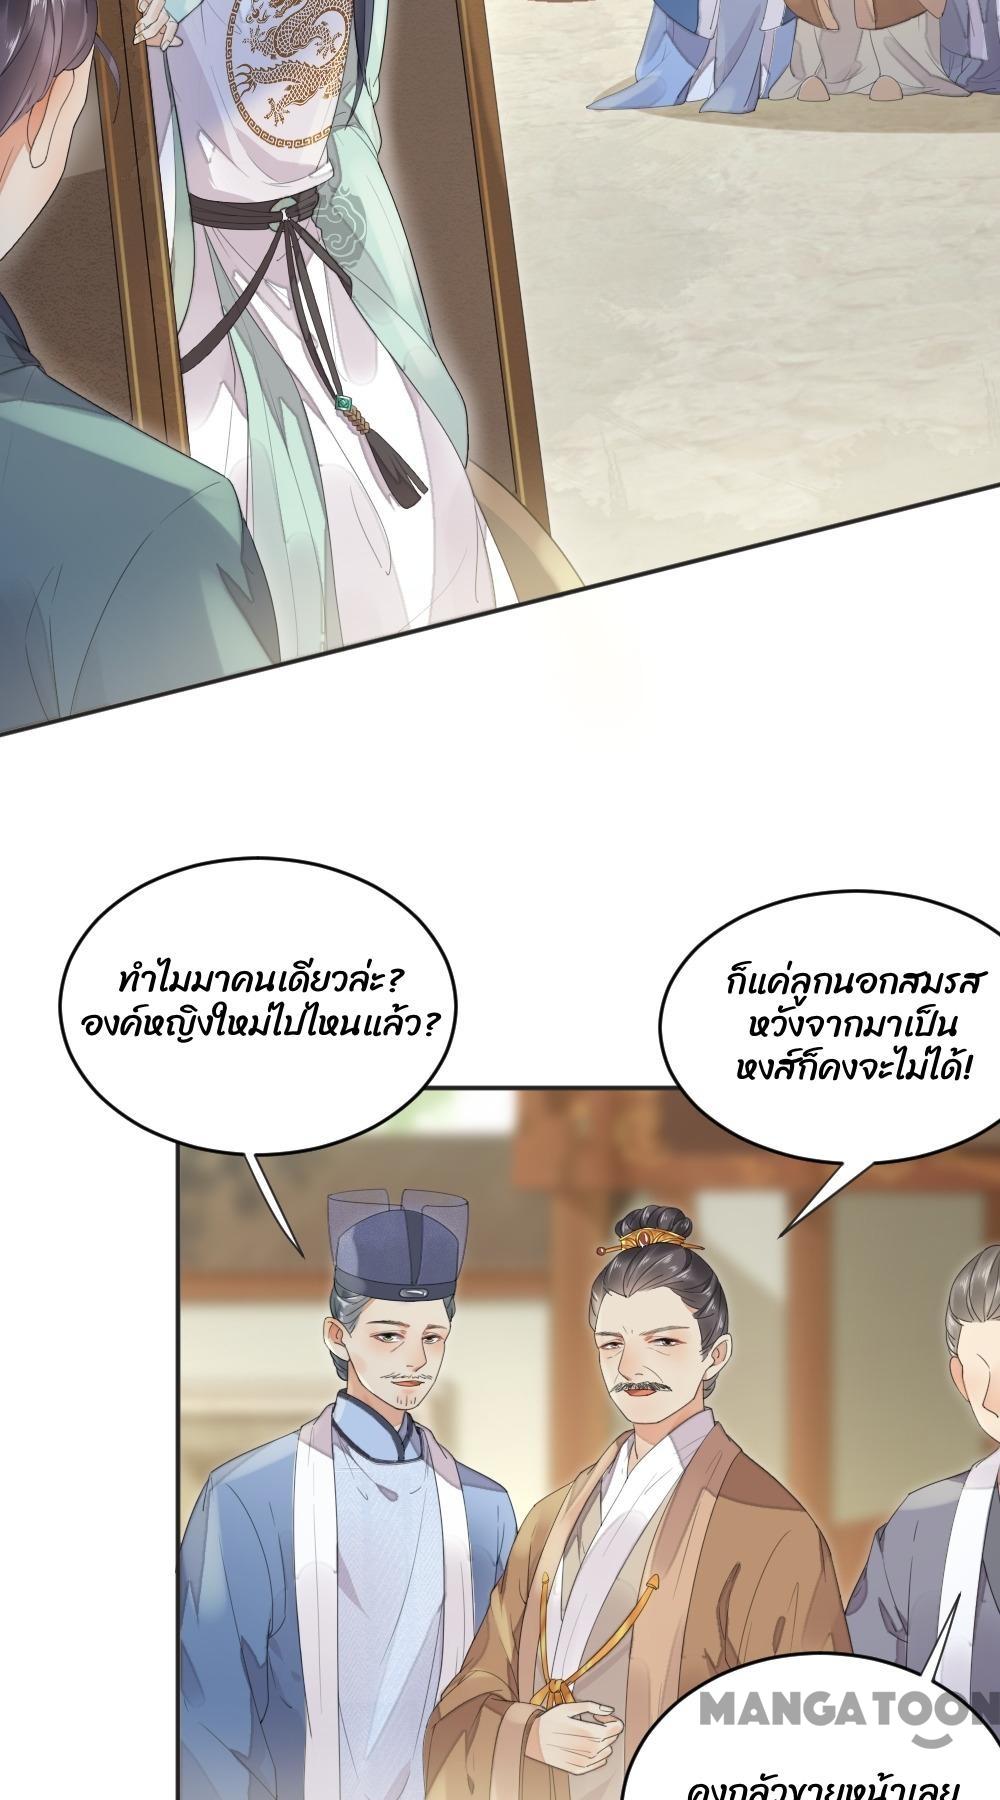 ทำไมมาคนเดียวล่ะ?
องค์หญิงใหม่ไปไหนแล้ว?
ก็แค่ลูกนอกสมรส
หวังจากมาเป็น
หงส์ก็คงจะไม่ได้!
MANGATOON
คงกลัวขายหน้าเลย